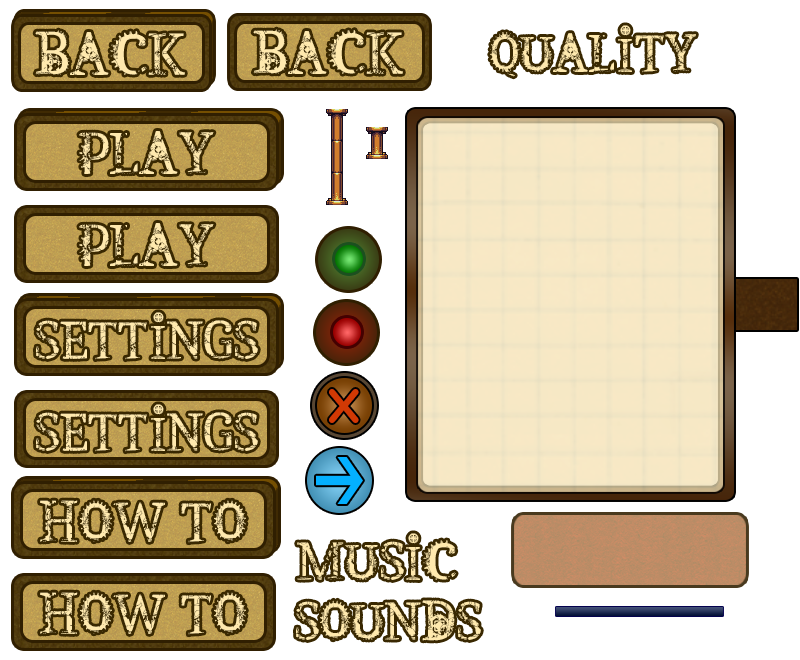 BACK
BACK
QUALITY
PLAY
PLAY
SETTINGS
SETTINGS
HOW TO
HOW TO
MUSIC
SOUNDS